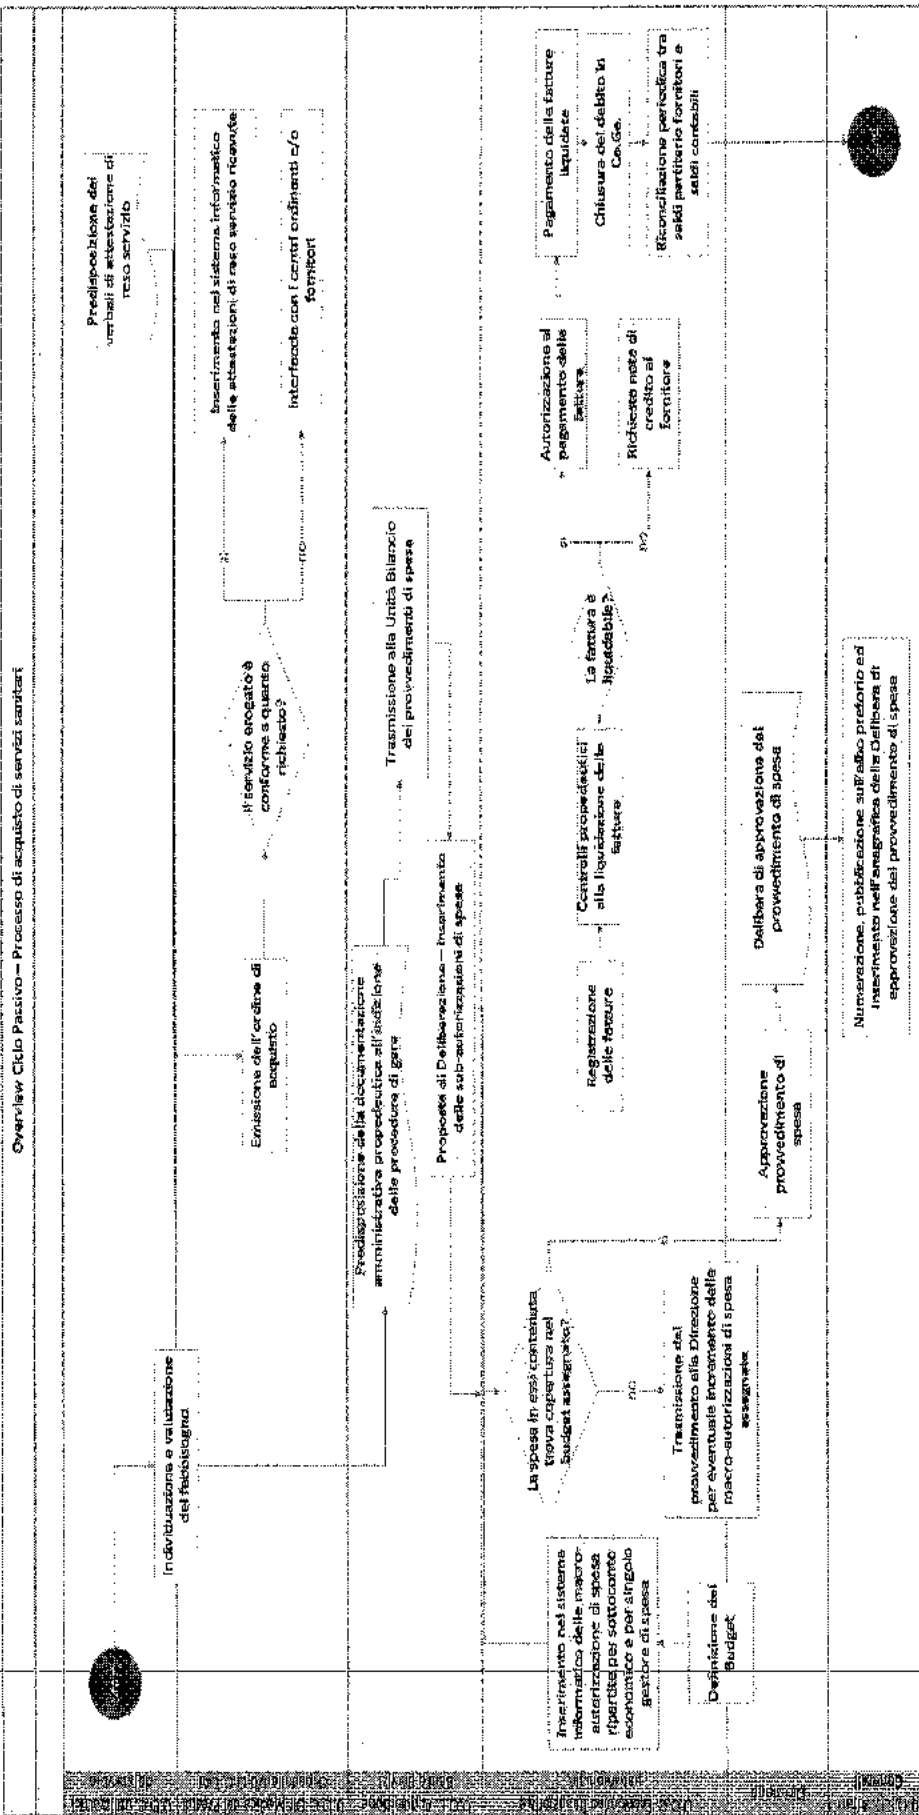 Overview Ciclo Passivo – Processo di acquisto di servizi sanitari
Individuazione e valutazione
del fabbisogno
Predisposizione dei
verbali di attestazione di
reso servizio
Emissione dell'ordine di
acquisto
Il servizio erogato è
conforme a quanto
richiesto?
si
no
Inserimento nel sistema informatico
delle attestazioni di reso servizio ricevute
Interfaccia con i centri ordinanti e/o
fornitori
Predisposizione della documentazione
amministrativa propedeutica all'indizione
delle procedure di gara
Trasmissione alla Unità Bilancio
dei provvedimenti di spesa
Proposta di Deliberazione – Inserimento
delle sub-autorizzazioni di spesa
Inserimento nel sistema
informatico delle macro-
autorizzazione di spesa
ripartite per sottoconto
economico e per singolo
gestore di spesa
La spesa in essi contenuta
trova copertura nel
budget assegnato?
si
no
Trasmissione del
provvedimento alla Direzione
per eventuale incremento delle
macro-autorizzazioni di spesa
assegnate
Registrazione
delle fatture
Controlli propedeutici
alla liquidazione delle
fatture
La fattura è
liquidabile?
si
no
Autorizzazione al
pagamento delle
fatture
Richiesta note di
credito al
fornitore
Pagamento delle fatture
liquidate
Chiusura del debito in
Co.Ge.
Riconciliazione periodica tra
saldi partitario fornitori e
saldi contabili
Definizione dei
Budget
Approvazione
provvedimento di
spesa
Delibera di approvazione del
provvedimento di spesa
Numerazione, pubblicazione sull'albo pretorio ed
inserimento nell'anagrafica della Delibera di
approvazione del provvedimento di spesa